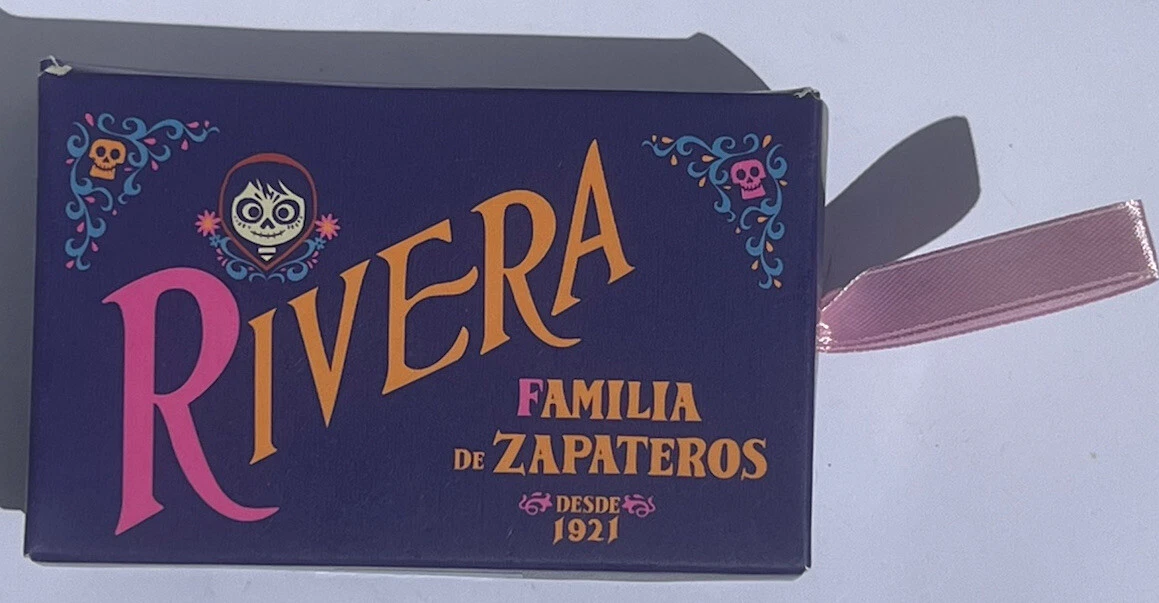 RIVERA
FAMILIA
DE ZAPATEROS
DESDE
1921